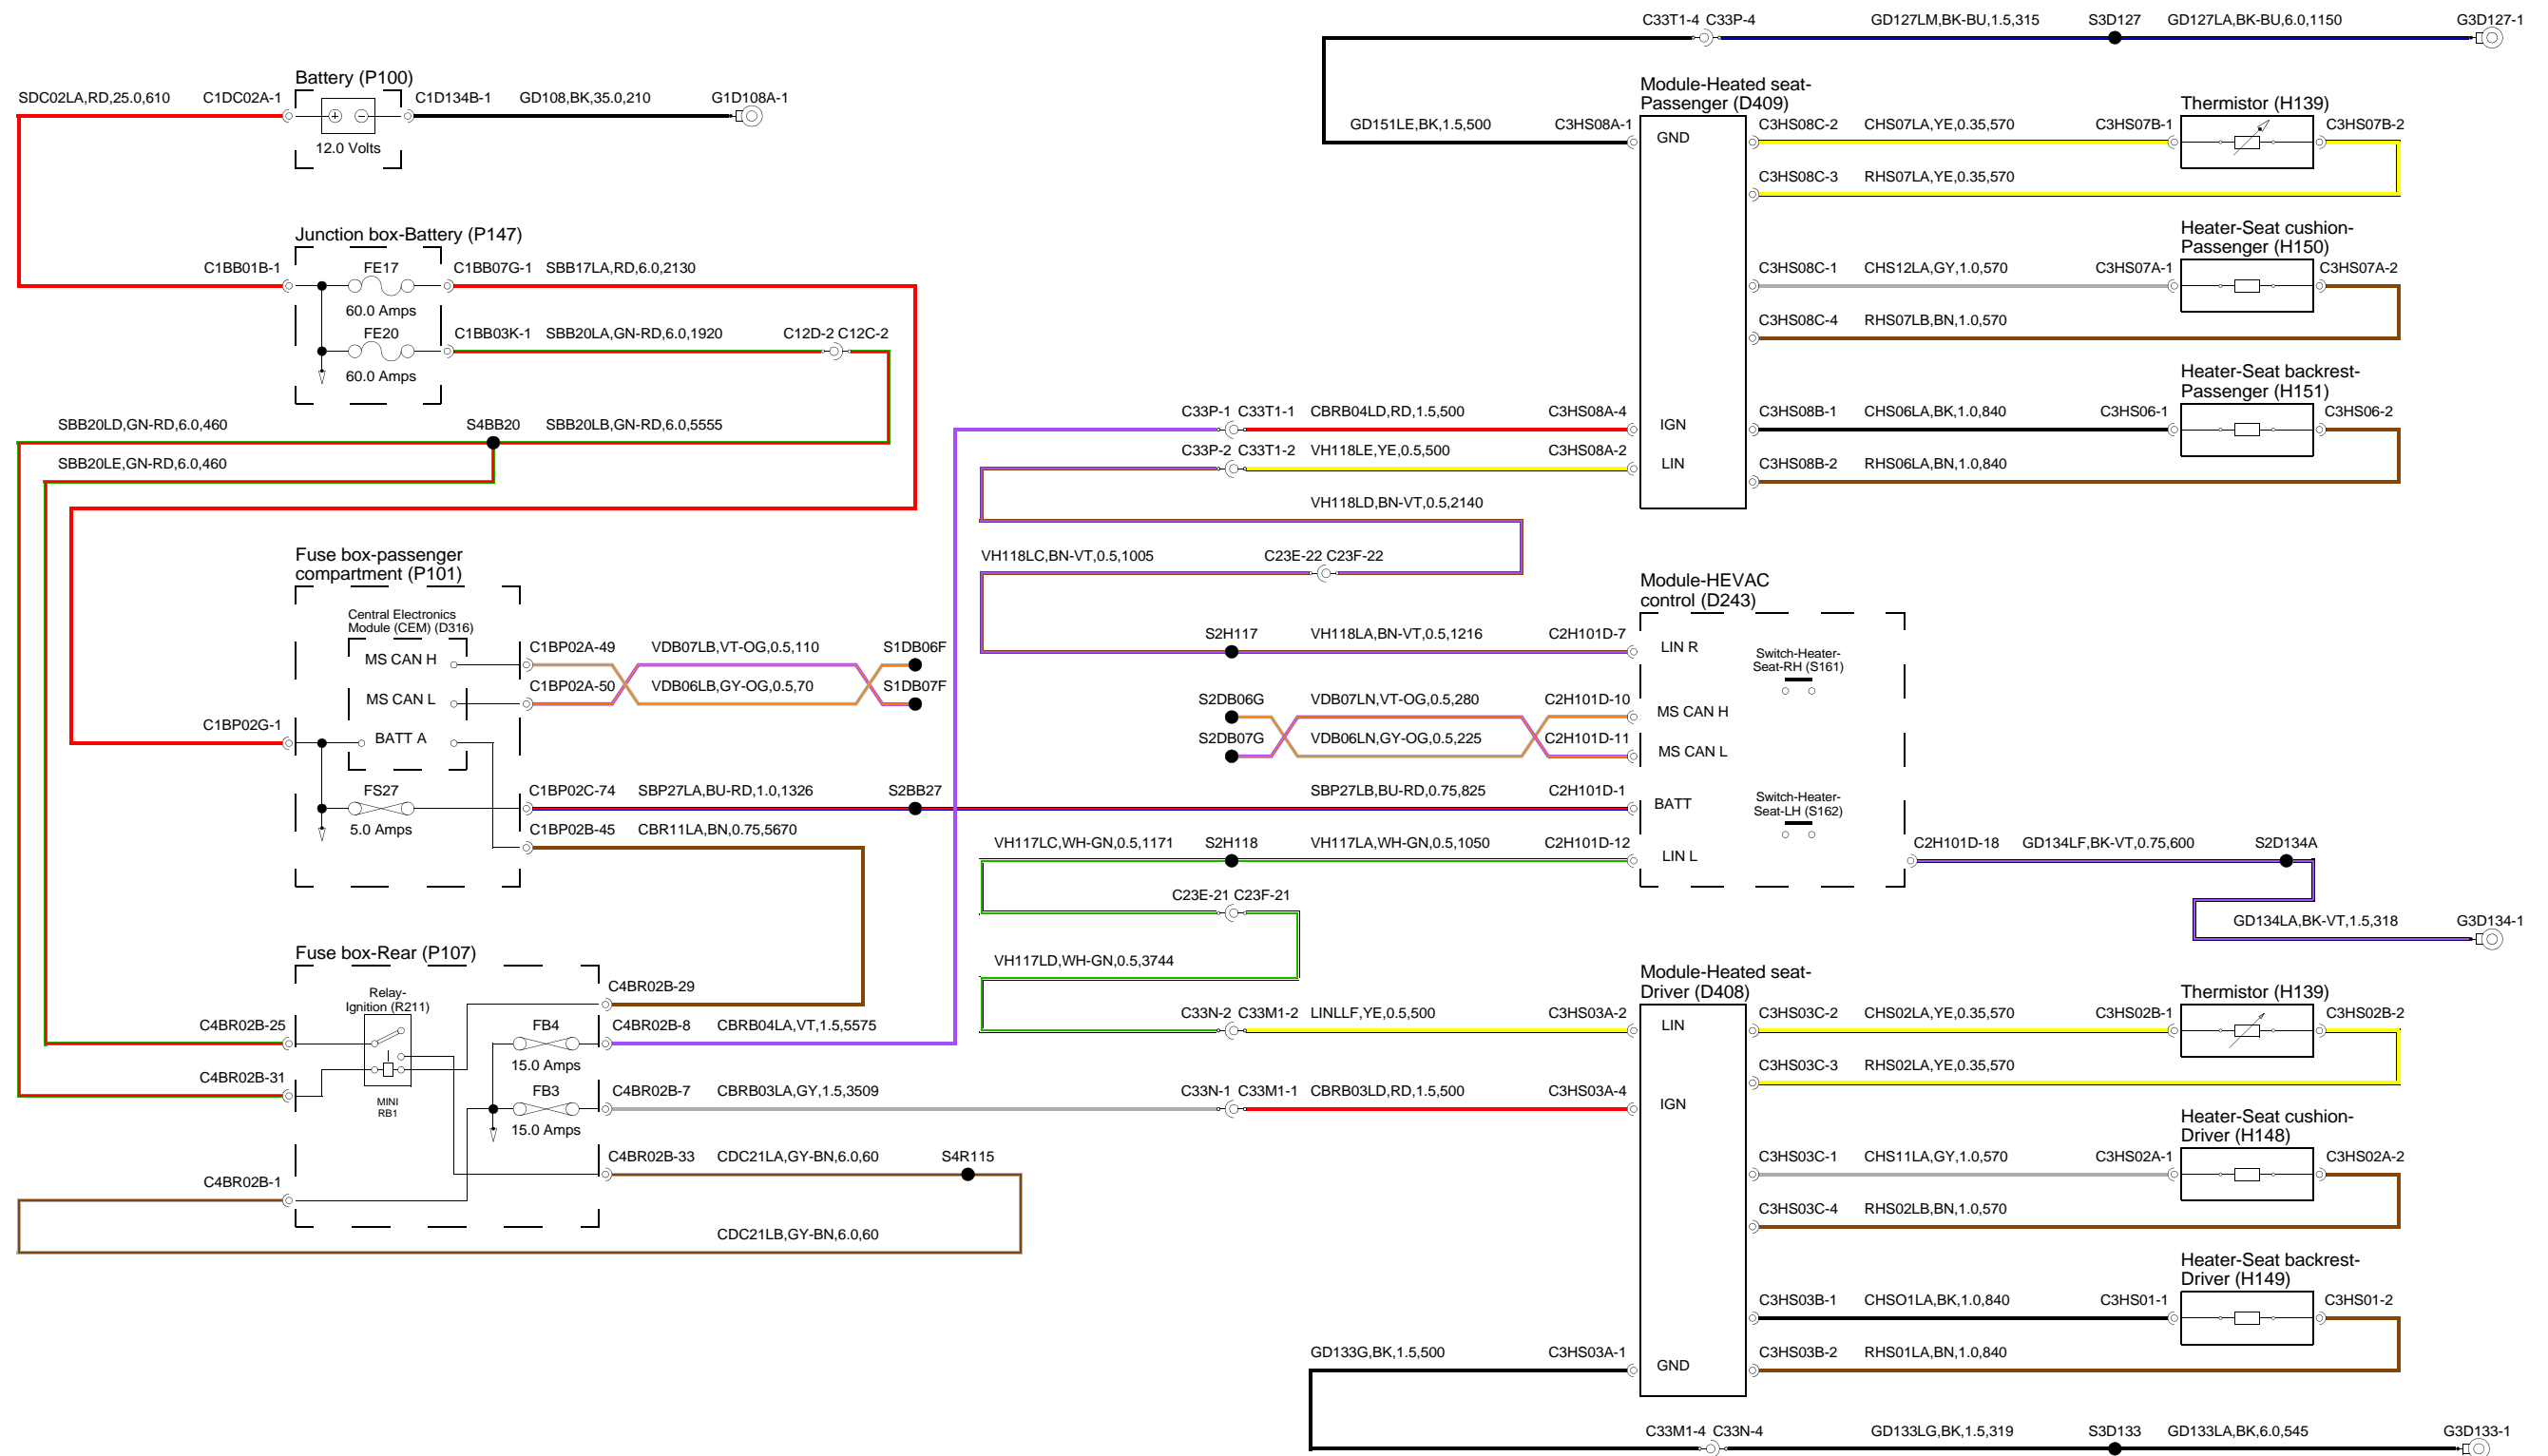 C33T1-4 C33P-4 GD127LM,BK-BU,1.5,315 S3D127 GD127LA,BK-BU,6.0,1150 G3D127-1
Battery (P100)
SDC02LA,RD,25.0,610 C1DC02A-1 C1D134B-1 GD108,BK,35.0,210 G1D108A-1
12.0 Volts
Module-Heated seat-
Passenger (D409)
Thermistor (H139)
GD151LE,BK,1.5,500 C3HS08A-1 GND C3HS08C-2 CHS07LA,YE,0.35,570 C3HS07B-1 C3HS07B-2
C3HS08C-3 RHS07LA,YE,0.35,570
Junction box-Battery (P147)
Heater-Seat cushion-
Passenger (H150)
C1BB01B-1 FE17 C1BB07G-1 SBB17LA,RD,6.0,2130
60.0 Amps
C3HS08C-1 CHS12LA,GY,1.0,570 C3HS07A-1 C3HS07A-2
FE20 C1BB03K-1 SBB20LA,GN-RD,6.0,1920 C12D-2 C12C-2
60.0 Amps
C3HS08C-4 RHS07LB,BN,1.0,570
Heater-Seat backrest-
Passenger (H151)
SBB20LD,GN-RD,6.0,460 S4BB20 SBB20LB,GN-RD,6.0,5555
C33P-1 C33T1-1 CBRB04LD,RD,1.5,500 C3HS08A-4 IGN C3HS08B-1 CHS06LA,BK,1.0,840 C3HS06-1 C3HS06-2
SBB20LE,GN-RD,6.0,460
C33P-2 C33T1-2 VH118LE,YE,0.5,500 C3HS08A-2 LIN C3HS08B-2 RHS06LA,BN,1.0,840
VH118LD,BN-VT,0.5,2140
VH118LC,BN-VT,0.5,1005 C23E-22 C23F-22
Fuse box-passenger
compartment (P101)
Module-HEVAC
control (D243)
Central Electronics
Module (CEM) (D316)
MS CAN H C1BP02A-49 VDB07LB,VT-OG,0.5,110 S1DB06F
S2H117 VH118LA,BN-VT,0.5,1216 C2H101D-7 LIN R
Switch-Heater-
Seat-RH (S161)
MS CAN L C1BP02A-50 VDB06LB,GY-OG,0.5,70 S1DB07F
S2DB06G VDB07LN,VT-OG,0.5,280 C2H101D-10 MS CAN H
C1BP02G-1 BATT A
S2DB07G VDB06LN,GY-OG,0.5,225 C2H101D-11 MS CAN L
FS27 C1BP02C-74 SBP27LA,BU-RD,1.0,1326 S2BB27 SBP27LB,BU-RD,0.75,825 C2H101D-1 BATT
Switch-Heater-
Seat-LH (S162)
5.0 Amps C1BP02B-45 CBR11LA,BN,0.75,5670
VH117LC,WH-GN,0.5,1171 S2H118 VH117LA,WH-GN,0.5,1050 C2H101D-12 LIN L C2H101D-18 GD134LF,BK-VT,0.75,600 S2D134A
C23E-21 C23F-21
GD134LA,BK-VT,1.5,318 G3D134-1
Fuse box-Rear (P107)
VH117LD,WH-GN,0.5,3744
Module-Heated seat-
Driver (D408)
Thermistor (H139)
Relay-
Ignition (R211)
C4BR02B-29
C4BR02B-25 FB4 C4BR02B-8 CBRB04LA,VT,1.5,5575
15.0 Amps
C33N-2 C33M1-2 LINLLF,YE,0.5,500 C3HS03A-2 LIN C3HS03C-2 CHS02LA,YE,0.35,570 C3HS02B-1 C3HS02B-2
C4BR02B-31 MINI
RB1
C3HS03C-3 RHS02LA,YE,0.35,570
FB3 C4BR02B-7 CBRB03LA,GY,1.5,3509 C33N-1 C33M1-1 CBRB03LD,RD,1.5,500 C3HS03A-4 IGN
15.0 Amps
Heater-Seat cushion-
Driver (H148)
C4BR02B-33 CDC21LA,GY-BN,6.0,60 S4R115
C3HS03C-1 CHS11LA,GY,1.0,570 C3HS02A-1 C3HS02A-2
C4BR02B-1
C3HS03C-4 RHS02LB,BN,1.0,570
CDC21LB,GY-BN,6.0,60
Heater-Seat backrest-
Driver (H149)
C3HS03B-1 CHSO1LA,BK,1.0,840 C3HS01-1 C3HS01-2
GD133G,BK,1.5,500 C3HS03A-1 GND C3HS03B-2 RHS01LA,BN,1.0,840
C33M1-4 C33N-4 GD133LG,BK,1.5,319 S3D133 GD133LA,BK,6.0,545 G3D133-1